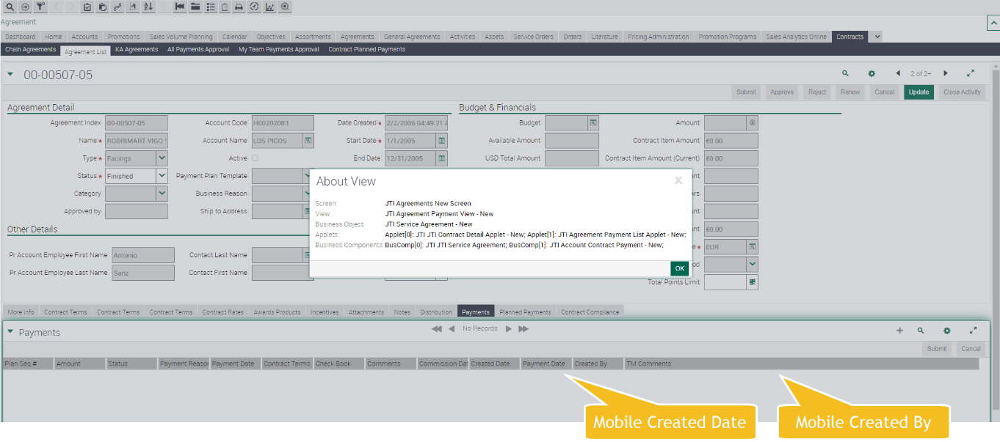 Agreement:
Dashboard Home Accounts Promotions Sales Volume Planning Calendar Objectives Assortments Agreements General Agreements Activities Assets Service Orders Orders Literature Pricing Administration Promotion Programs Sales Analytics Online Contracts
Chain Agreements Agreement List KA Agreements All Payments Approval My Team Payments Approval Contract Planned Payments
00-00507-05 2 of 2+
Submit Approve Reject Renew Cancel Update Close Activity
Agreement Detail Budget & Financials
Agreement Index: 00-00507-05 Account Code: H00202083 Date Created:* 2/2/2006 04:49:21 Budget: Amount:
Name:* RODRIMART VIGO Account Name: LOS PICOS Start Date:* 1/1/2005 Available Amount: Contract Item Amount: €0.00
Type:* Facings Active: End Date: 12/31/2005 USD Total Amount: Contract Item Amount (Current): €0.00
Status:* Finished Payment Plan Template:
Category: Business Reason:
Approved by: Ship to Address:
Other Details €0.00
Pr Account Employee First Name: Antonio Contact Last Name: EUR
Pr Account Employee Last Name: Sanz Contact First Name:
Total Points Limit:
About View X
Screen: JTI Agreements New Screen
View: JTI Agreement Payment View - New
Business Object: JTI Service Agreement - New
Applets: Applet[0]: JTI JTI Contract Detail Applet - New; Applet[1]: JTI Agreement Payment List Applet - New;
Business Components: BusComp[0]: JTI JTI Service Agreement; BusComp[1]: JTI Account Contract Payment - New;
OK
More Info Contract Terms Contract Terms Contract Terms Contract Rates Awards Products Incentives Attachments Notes Distribution Payments Planned Payments Contract Compliance
Payments No Records
Submit Cancel
Plan Seq # Amount Status Payment Reason Payment Date Contract Terms Check Book Comments Commission Dat Created Date Payment Date Created By TM Comments
Mobile Created Date Mobile Created By